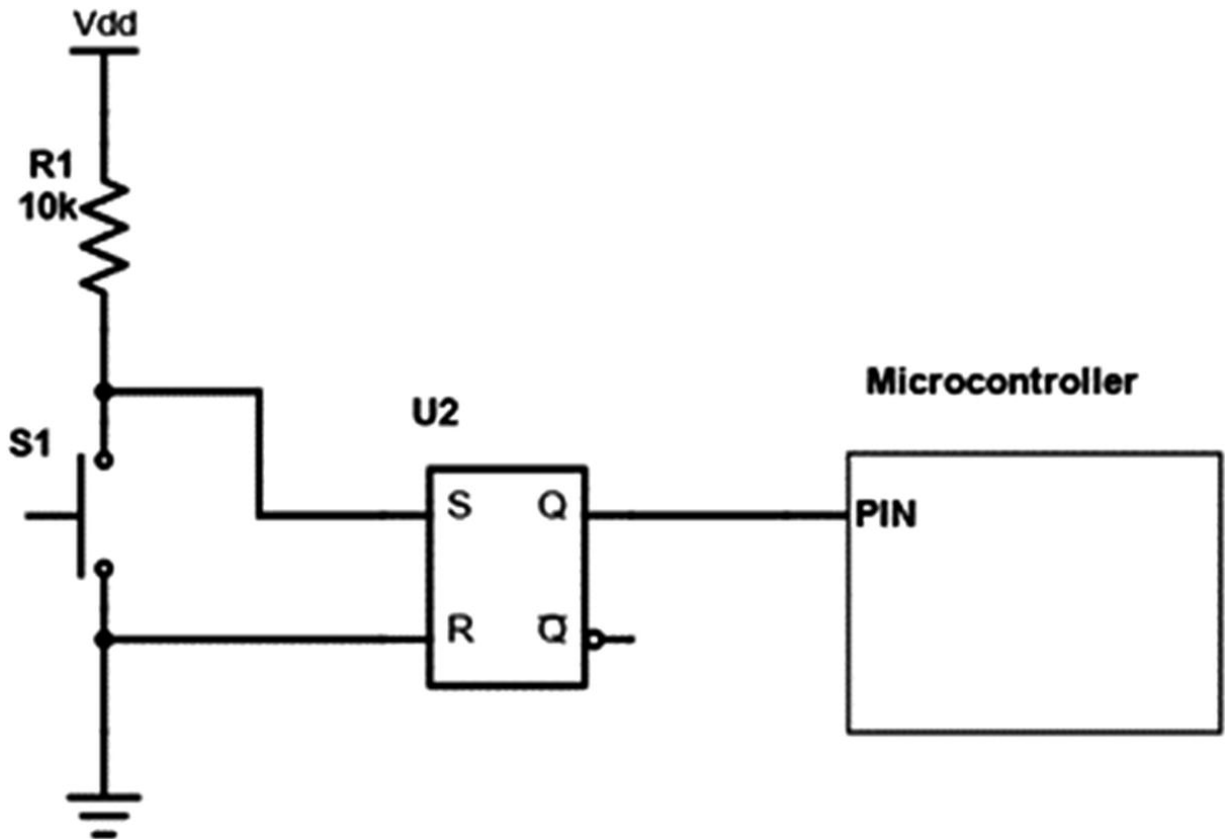 Vdd
R1
10k
S1
U2
S Q
R Q̅
Microcontroller
PIN